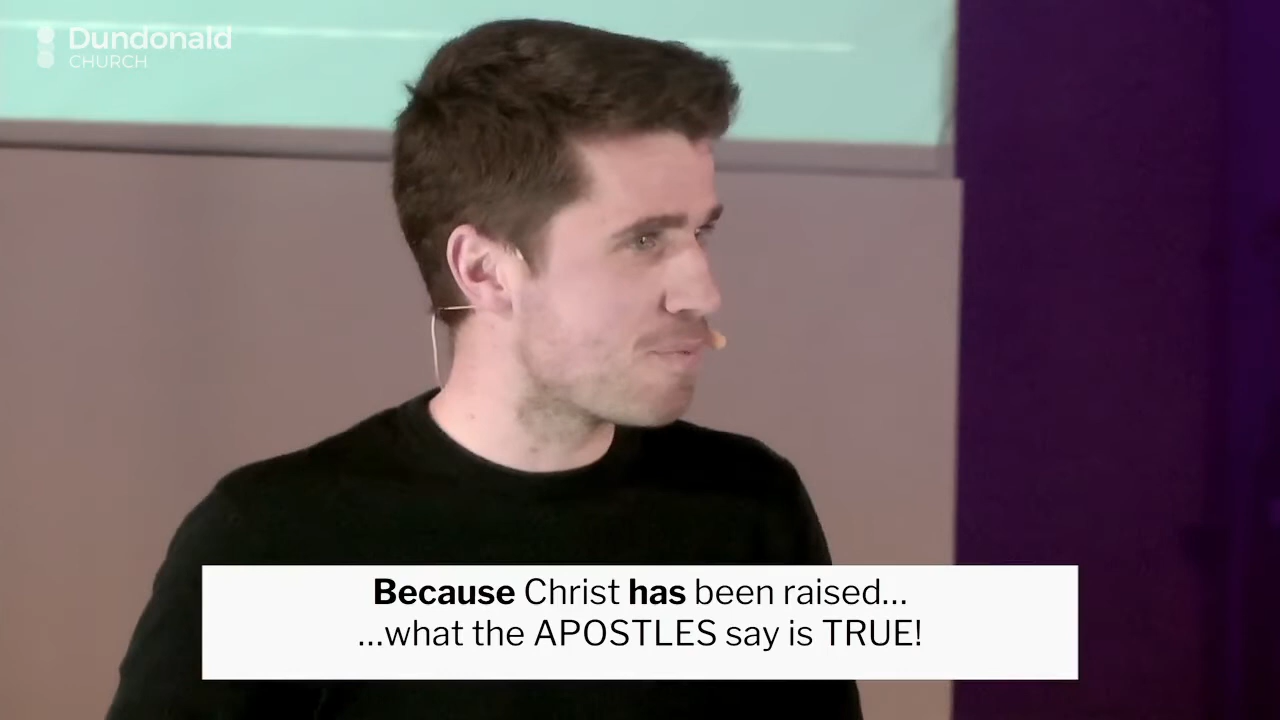 Dundonald
CHURCH
Because Christ has been raised...
...what the APOSTLES say is TRUE!